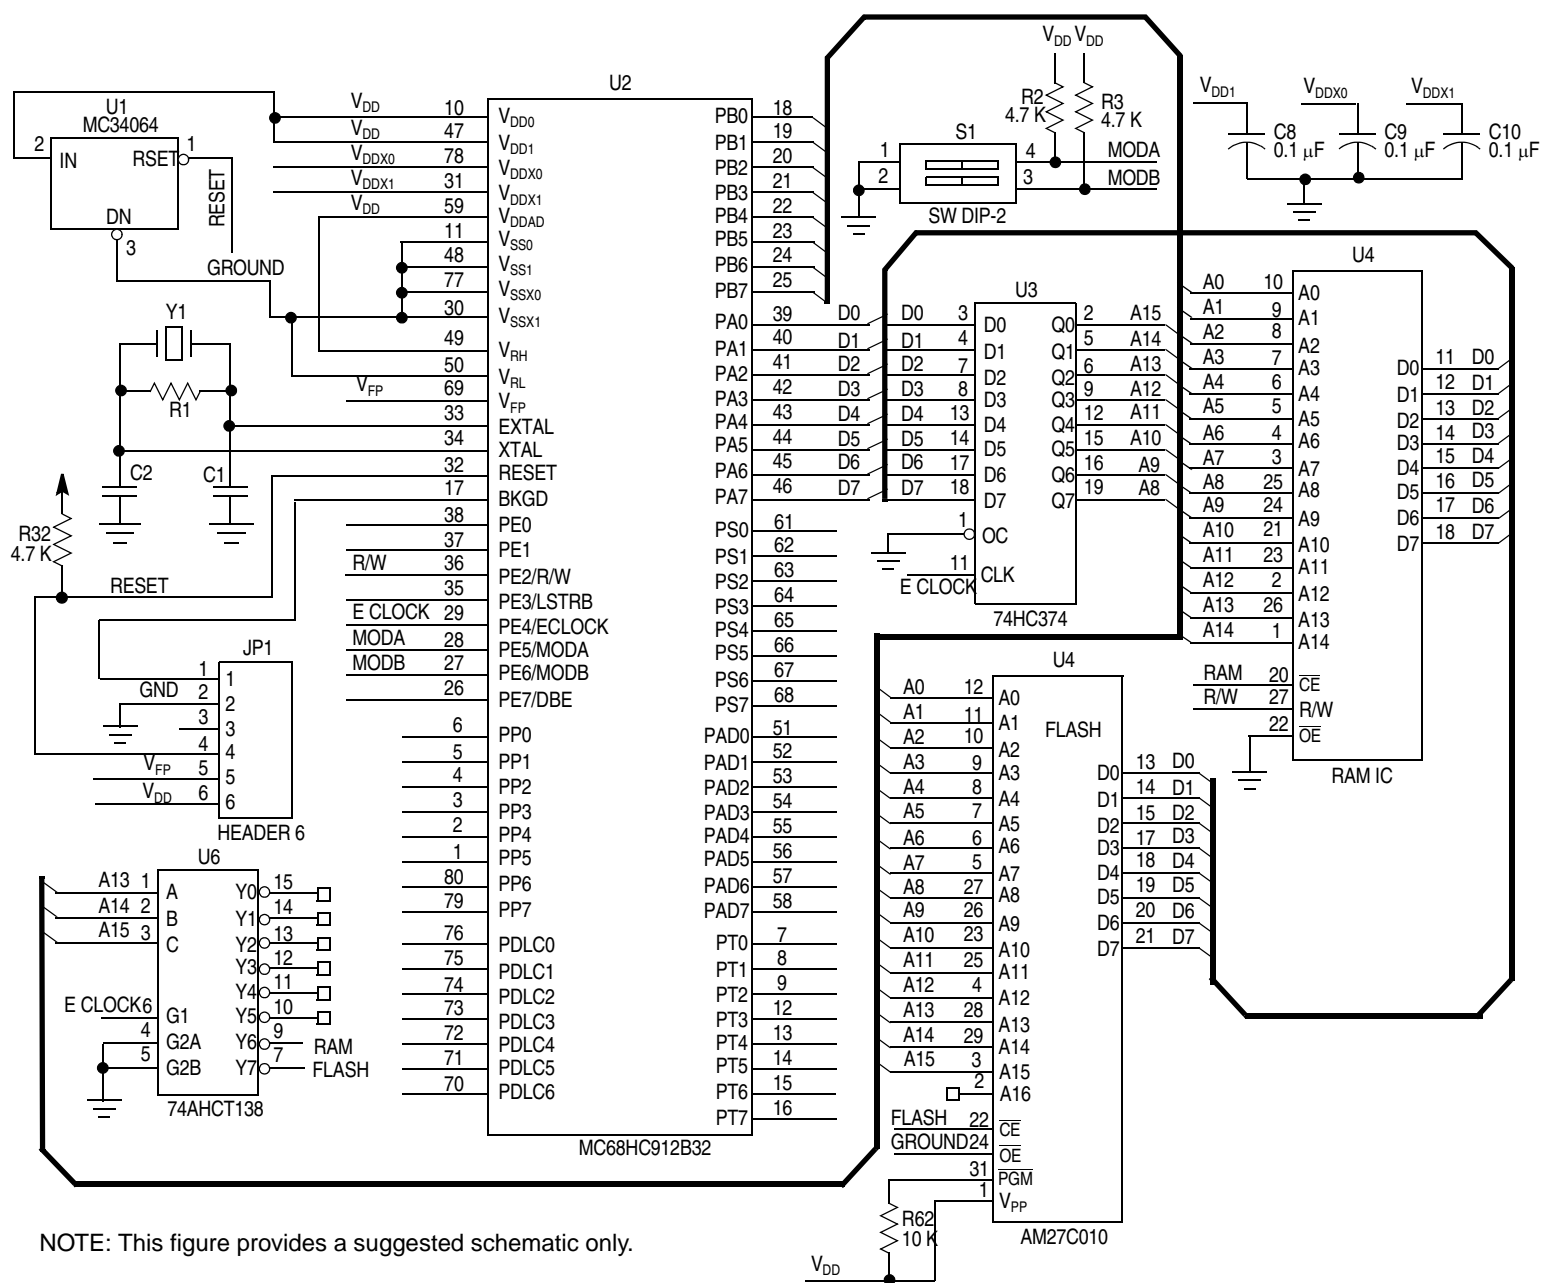 U1
MC34064
2 IN
RSET 1
DN
3
RESET
GROUND
Y1
R1
C2
C1
R32
4.7 K
RESET
JP1
1 1
GND 2 2
3 3
4 4
VFP 5 5
VDD 6 6
HEADER 6
U6
A13 1 A
A14 2 B
A15 3 C
E CLOCK 6 G1
4 G2A
5 G2B
Y0 15
Y1 14
Y2 13
Y3 12
Y4 11
Y5 10
Y6 9 RAM
Y7 7 FLASH
74AHCT138
U2
VDD 10 VDD0
VDD 47 VDD1
VDDX0 78 VDDX0
VDDX1 31 VDDX1
VDD 59 VDDAD
11 VSS0
48 VSS1
77 VSSX0
30 VSSX1
49 VRH
50 VRL
VFP 69 VFP
33 EXTAL
34 XTAL
32 RESET
17 BKGD
38 PE0
37 PE1
R/W 36 PE2/R/W
35 PE3/LSTRB
E CLOCK 29 PE4/ECLOCK
MODA 28 PE5/MODA
MODB 27 PE6/MODB
26 PE7/DBE
6 PP0
5 PP1
4 PP2
3 PP3
2 PP4
1 PP5
80 PP6
79 PP7
76 PDLC0
75 PDLC1
74 PDLC2
73 PDLC3
72 PDLC4
71 PDLC5
70 PDLC6
PB0 18
PB1 19
PB2 20
PB3 21
PB4 22
PB5 23
PB6 24
PB7 25
PA0 39 D0
PA1 40 D1
PA2 41 D2
PA3 42 D3
PA4 43 D4
PA5 44 D5
PA6 45 D6
PA7 46 D7
PS0 61
PS1 62
PS2 63
PS3 64
PS4 65
PS5 66
PS6 67
PS7 68
PAD0 51
PAD1 52
PAD2 53
PAD3 54
PAD4 55
PAD5 56
PAD6 57
PAD7 58
PT0 7
PT1 8
PT2 9
PT3 12
PT4 13
PT5 14
PT6 15
PT7 16
MC68HC912B32
VDD VDD
R2
4.7 K
R3
4.7 K
S1
1
2
4 MODA
3 MODB
SW DIP-2
VDD1
VDDX0
VDDX1
C8
0.1 μF
C9
0.1 μF
C10
0.1 μF
U3
D0 3 D0
D1 4 D1
D2 7 D2
D3 8 D3
D4 13 D4
D5 14 D5
D6 17 D6
D7 18 D7
1 OC
11 CLK
E CLOCK
Q0 2 A15
Q1 5 A14
Q2 6 A13
Q3 9 A12
Q4 12 A11
Q5 15 A10
Q6 16 A9
Q7 19 A8
74HC374
U4
A0 10 A0
A1 9 A1
A2 8 A2
A3 7 A3
A4 6 A4
A5 5 A5
A6 4 A6
A7 3 A7
A8 25 A8
A9 24 A9
A10 21 A10
A11 23 A11
A12 2 A12
A13 26 A13
A14 1 A14
RAM 20 CE
R/W 27 R/W
22 OE
D0 11 D0
D1 12 D1
D2 13 D2
D3 14 D3
D4 15 D4
D5 16 D5
D6 17 D6
D7 18 D7
RAM IC
U4
FLASH
A0 12 A0
A1 11 A1
A2 10 A2
A3 9 A3
A4 8 A4
A5 7 A5
A6 6 A6
A7 5 A7
A8 27 A8
A9 26 A9
A10 23 A10
A11 25 A11
A12 4 A12
A13 28 A13
A14 29 A14
A15 3 A15
2 A16
FLASH 22 CE
GROUND 24 OE
31 PGM
1 VPP
D0 13 D0
D1 14 D1
D2 15 D2
D3 17 D3
D4 18 D4
D5 19 D5
D6 20 D6
D7 21 D7
AM27C010
R62
10 K
VDD
NOTE: This figure provides a suggested schematic only.